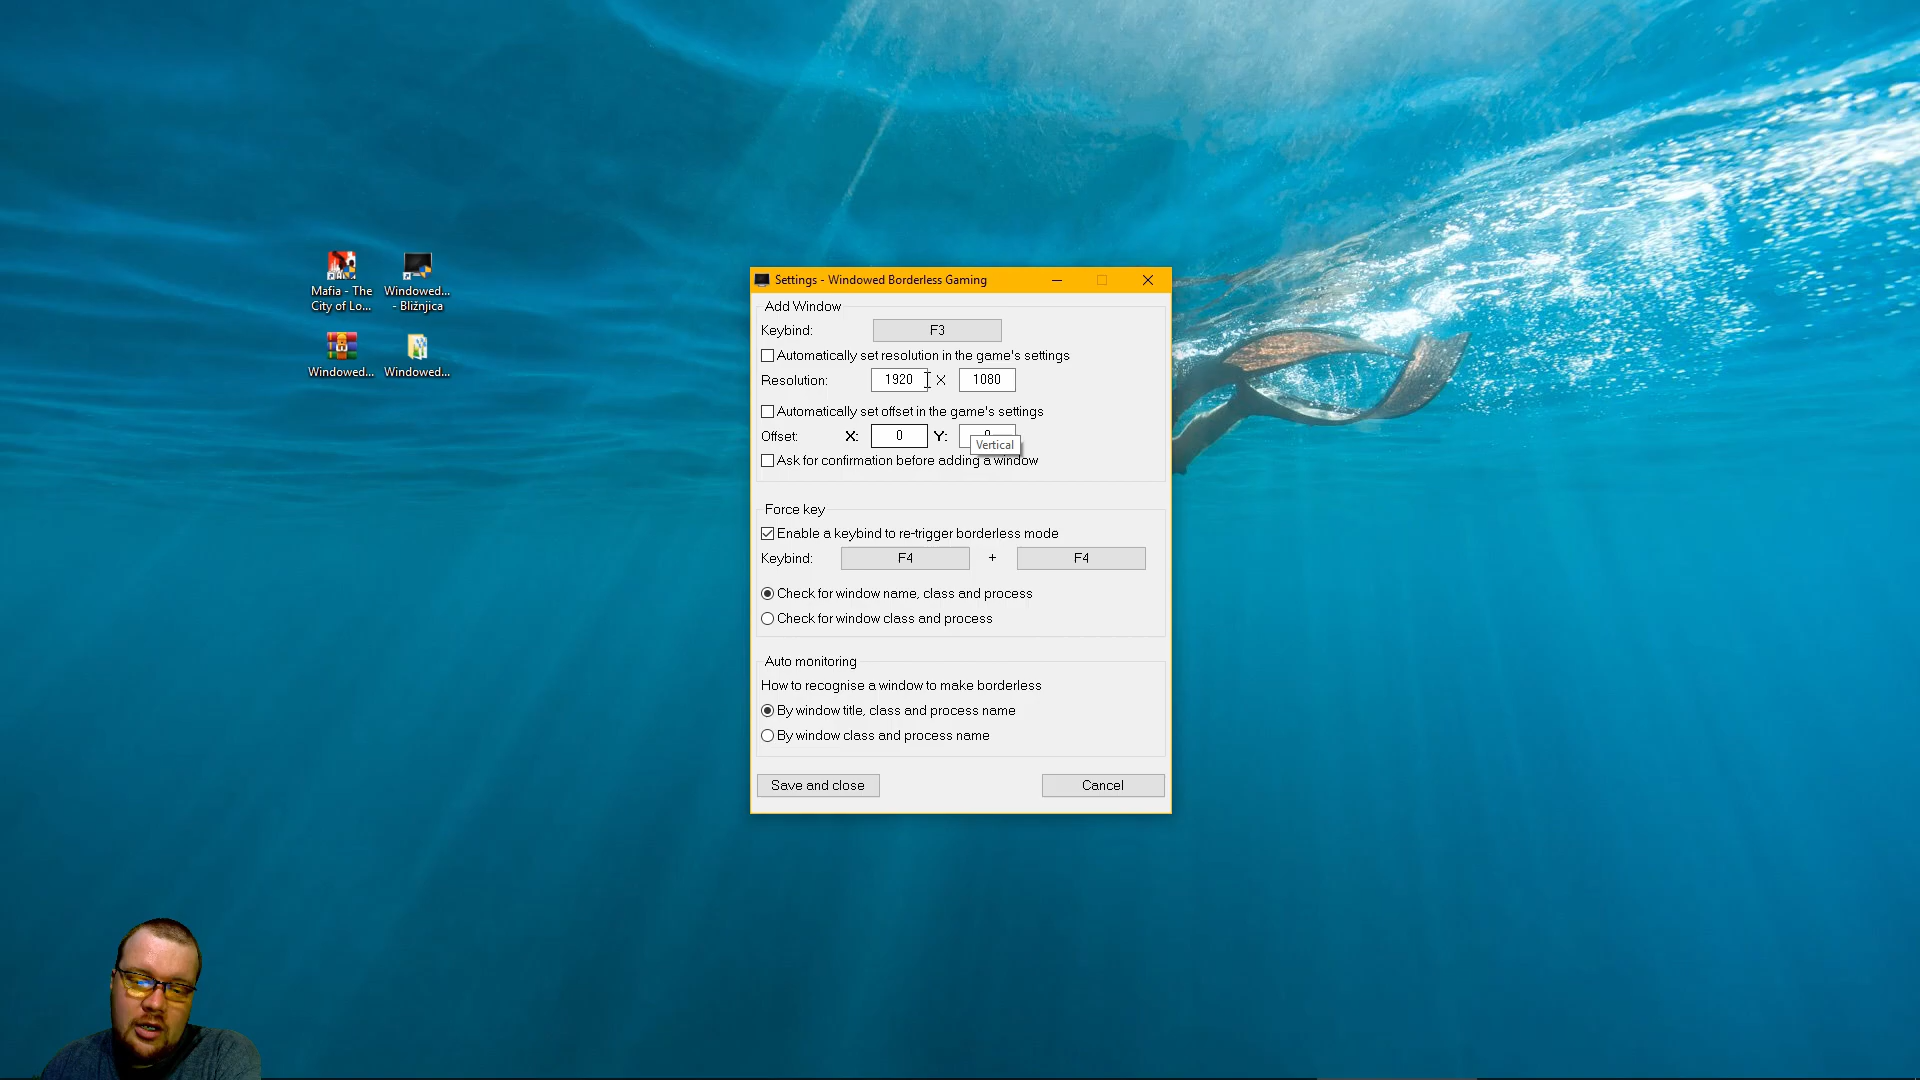 Mafia - The
City of Lo...
Windowed...
- Bližnjica
Windowed...
Windowed...
Settings - Windowed Borderless Gaming
Add Window
Keybind: F3
Automatically set resolution in the game's settings
Resolution: 1920 X 1080
Automatically set offset in the game's settings
Offset: X: 0 Y:
Vertical
Ask for confirmation before adding a window
Force key
Enable a keybind to re-trigger borderless mode
Keybind: F4 + F4
Check for window name, class and process
Check for window class and process
Auto monitoring
How to recognise a window to make borderless
By window title, class and process name
By window class and process name
Save and close Cancel